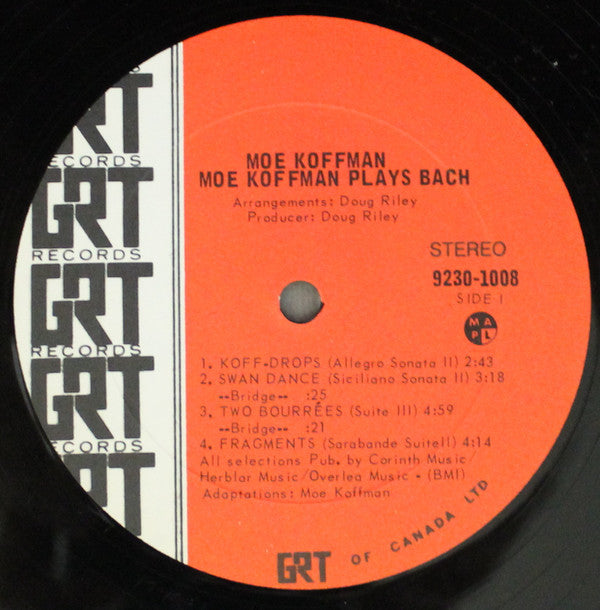 GRT
RECORDS
GRT
RECORDS
GRT
RECORDS
GRT
RECORDS
GRT
MOE KOFFMAN
MOE KOFFMAN PLAYS BACH
Arrangements: Doug Riley
Producer: Doug Riley
STEREO
9230-1008
SIDE I
M A
P L
1. KOFF-DROPS (Allegro Sonata II) 2:43
2. SWAN DANCE (Siciliano Sonata II) 3:18
--Bridge-- :25
3. TWO BOURRÉES (Suite III) 4:59
--Bridge-- :21
4. FRAGMENTS (Sarabande SuiteII) 4:14
All selections Pub. by Corinth Music/
Herblar Music/Overlea Music - (BMI)
Adaptations: Moe Koffman
GRT OF CANADA LTD